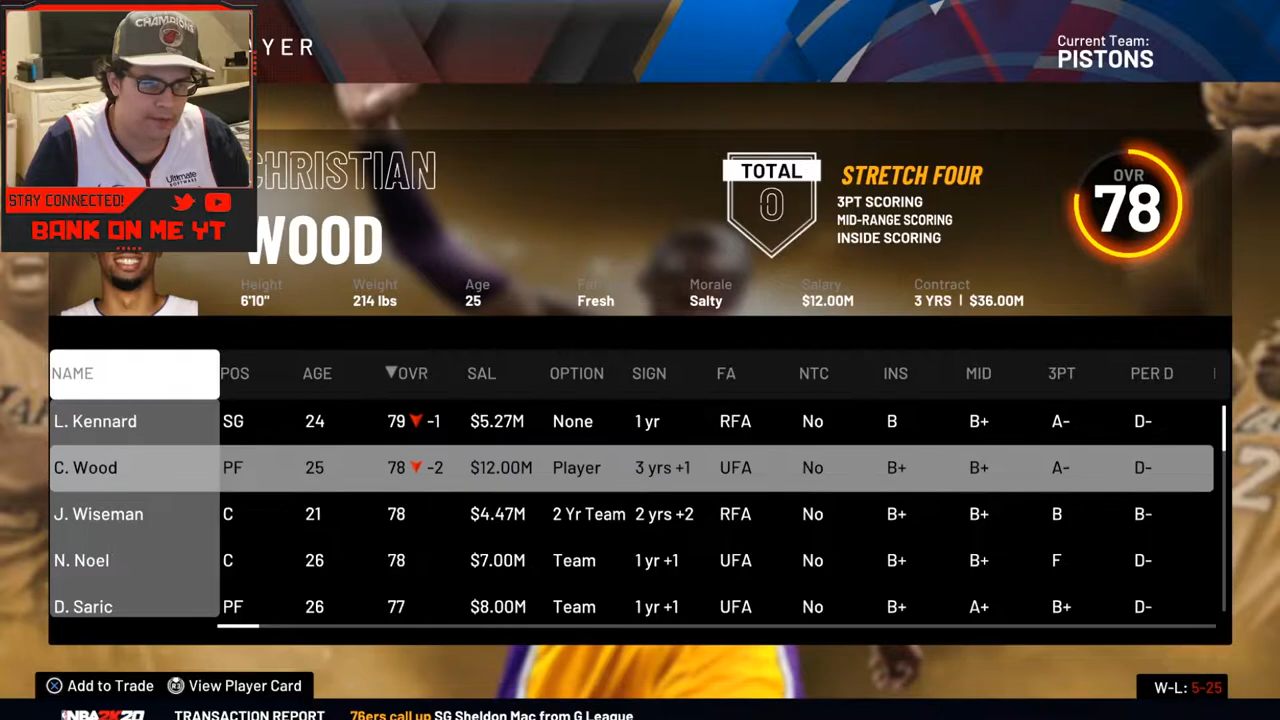 CHAMPIONS
Ultimate
SOFTWARE
STAY CONNECTED!
BANK ON ME YT
AYER
Current Team:
PISTONS
CHRISTIAN
WOOD
TOTAL
0
STRETCH FOUR
3PT SCORING
MID-RANGE SCORING
INSIDE SCORING
OVR
78
Height Weight Age Morale Salary Contract
6'10" 214 lbs 25 Fresh Salty $12.00M 3 YRS | $36.00M
NAME POS AGE ▼OVR SAL OPTION SIGN FA NTC INS MID 3PT PER D
L. Kennard SG 24 79 -1 $5.27M None 1 yr RFA No B B+ A- D-
C. Wood PF 25 78 -2 $12.00M Player 3 yrs +1 UFA No B+ B+ A- D-
J. Wiseman C 21 78 $4.47M 2 Yr Team 2 yrs +2 RFA No B+ B+ B B-
N. Noel C 26 78 $7.00M Team 1 yr +1 UFA No B+ B+ F D-
D. Saric PF 26 77 $8.00M Team 1 yr +1 UFA No B+ A+ B+ D-
Add to Trade R3 View Player Card
W-L: 5-25
NBA2K20 TRANSACTION REPORT 76ers call up SG Sheldon Mac from G League